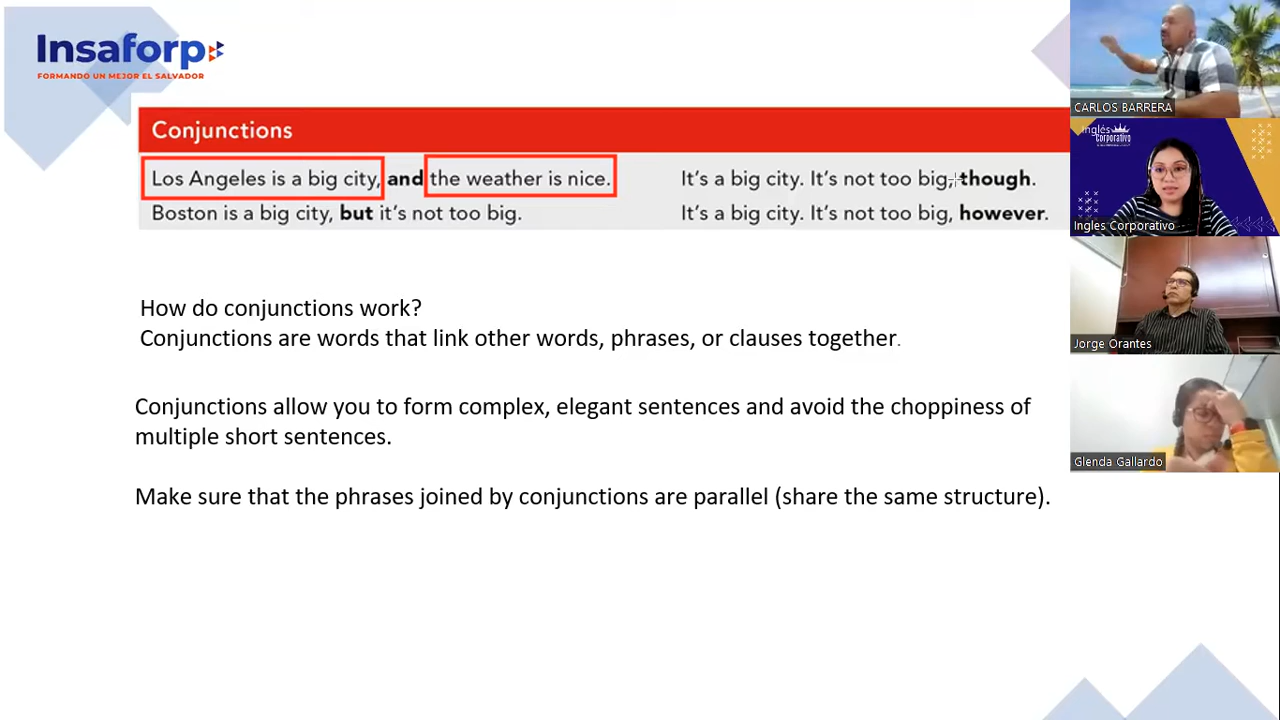 Insaforp
FORMANDO UN MEJOR EL SALVADOR
Conjunctions
Los Angeles is a big city, and the weather is nice.
It's a big city. It's not too big, though.
Boston is a big city, but it's not too big.
It's a big city. It's not too big, however.
How do conjunctions work?
Conjunctions are words that link other words, phrases, or clauses together.
Conjunctions allow you to form complex, elegant sentences and avoid the choppiness of
multiple short sentences.
Make sure that the phrases joined by conjunctions are parallel (share the same structure).
CARLOS BARRERA
Inglés
Corporativo
Ingles Corporativo
Jorge Orantes
Glenda Gallardo